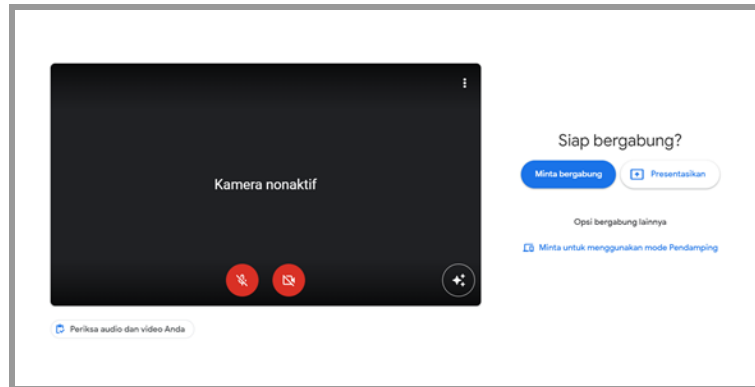 Kamera nonaktif
Siap bergabung?
Minta bergabung
Presentasikan
Opsi bergabung lainnya
Minta untuk menggunakan mode Pendamping
Periksa audio dan video Anda